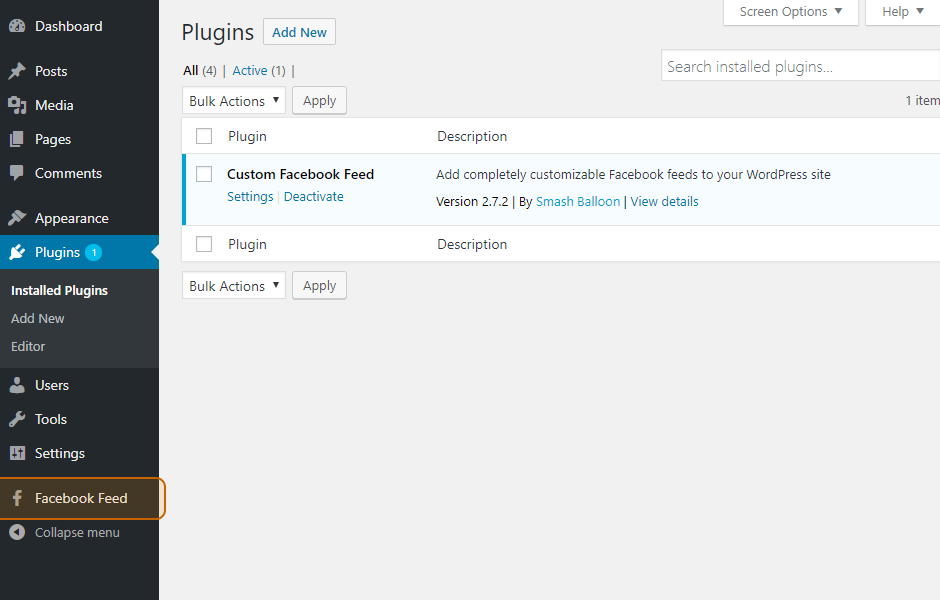 Dashboard
Posts
Media
Pages
Comments
Appearance
Plugins 1
Installed Plugins
Add New
Editor
Users
Tools
Settings
Facebook Feed
Collapse menu
Screen Options ▼
Help ▼
Plugins Add New
All (4) | Active (1) |
Search installed plugins...
Bulk Actions ▼ Apply
1 item
Plugin Description
Custom Facebook Feed Add completely customizable Facebook feeds to your WordPress site
Settings | Deactivate Version 2.7.2 | By Smash Balloon | View details
Plugin Description
Bulk Actions ▼ Apply